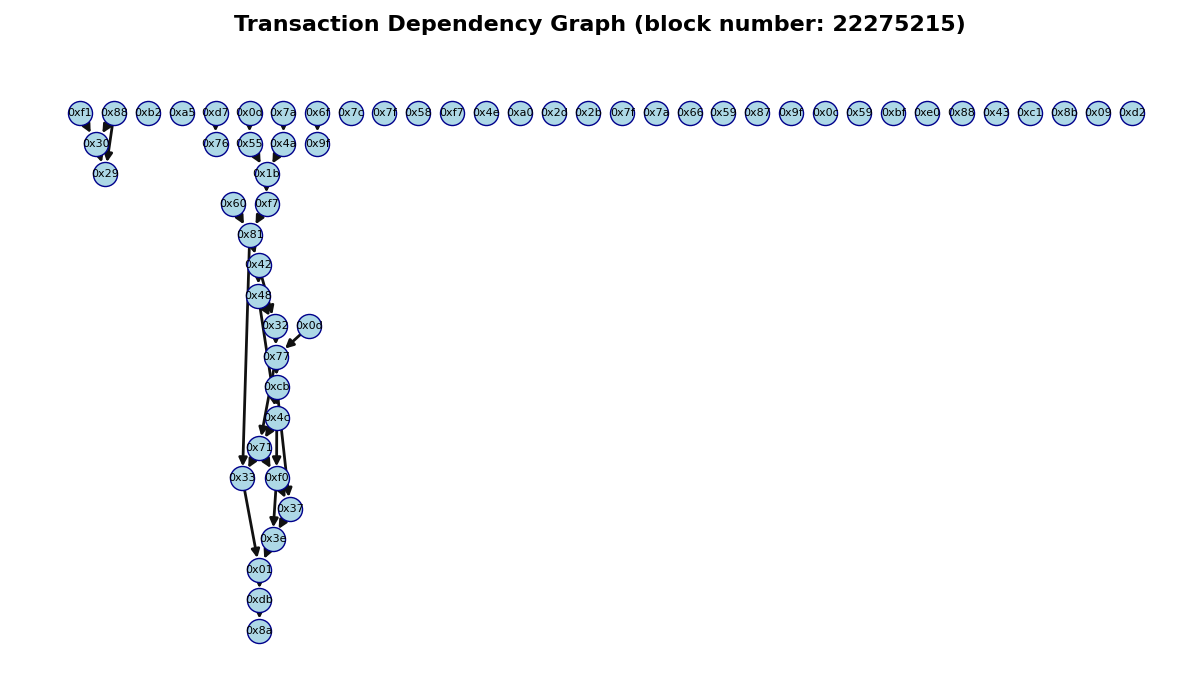 Transaction Dependency Graph (block number: 22275215)
0xf1 0x88 0xb2 0xa5 0xd7 0x0d 0x7a 0x6f 0x7c 0x7f 0x58 0xf7 0x4e 0xa0 0x2d 0x2b 0x7f 0x7a 0x66 0x59 0x87 0x9f 0x0c 0x59 0xbf 0xe0 0x88 0x43 0xc1 0x8b 0x09 0xd2
0x30 0x76 0x55 0x4a 0x9f
0x29 0x1b
0x60 0xf7
0x81
0x42
0x48
0x32 0x0c
0x77
0xcb
0x4c
0x71
0x33 0xf0
0x37
0x3e
0x01
0xdb
0x8a